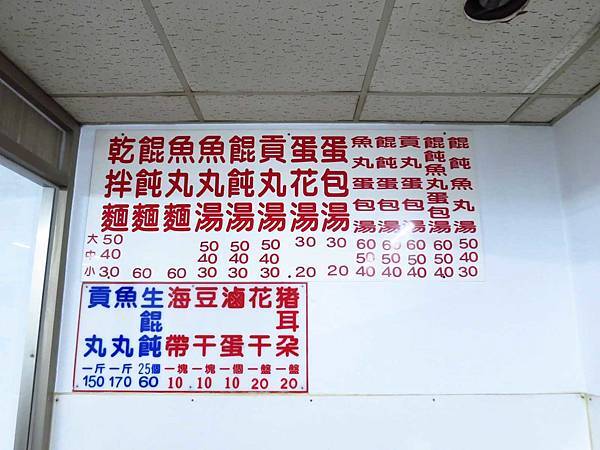 乾拌麵 大50 中40 小30
餛飩麵 60
魚丸麵 60
魚丸湯 50 40 30
餛飩湯 50 40 30
貢丸湯 50 40 30
蛋花湯 30 20
蛋包湯 30 20
魚丸蛋包湯 60 50 40
餛飩蛋包湯 60 50 40
貢丸蛋包湯 60 50 40
餛飩魚丸蛋包湯 60 50 40
餛飩魚丸湯 50 40 30
貢丸 一斤 150
魚丸 一斤 170
生餛飩 25個 60
海帶 一塊 10
豆干 一塊 10
滷蛋 一個 10
花干 一盤 20
豬耳朵 一盤 20